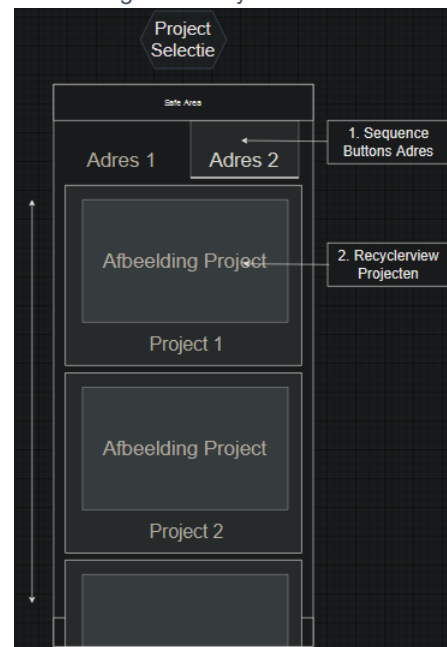 Project
Selectie
Safe Area
1. Sequence
Buttons Adres
Adres 1
Adres 2
Afbeelding Project
2. Recyclerview
Projecten
Project 1
Afbeelding Project
Project 2